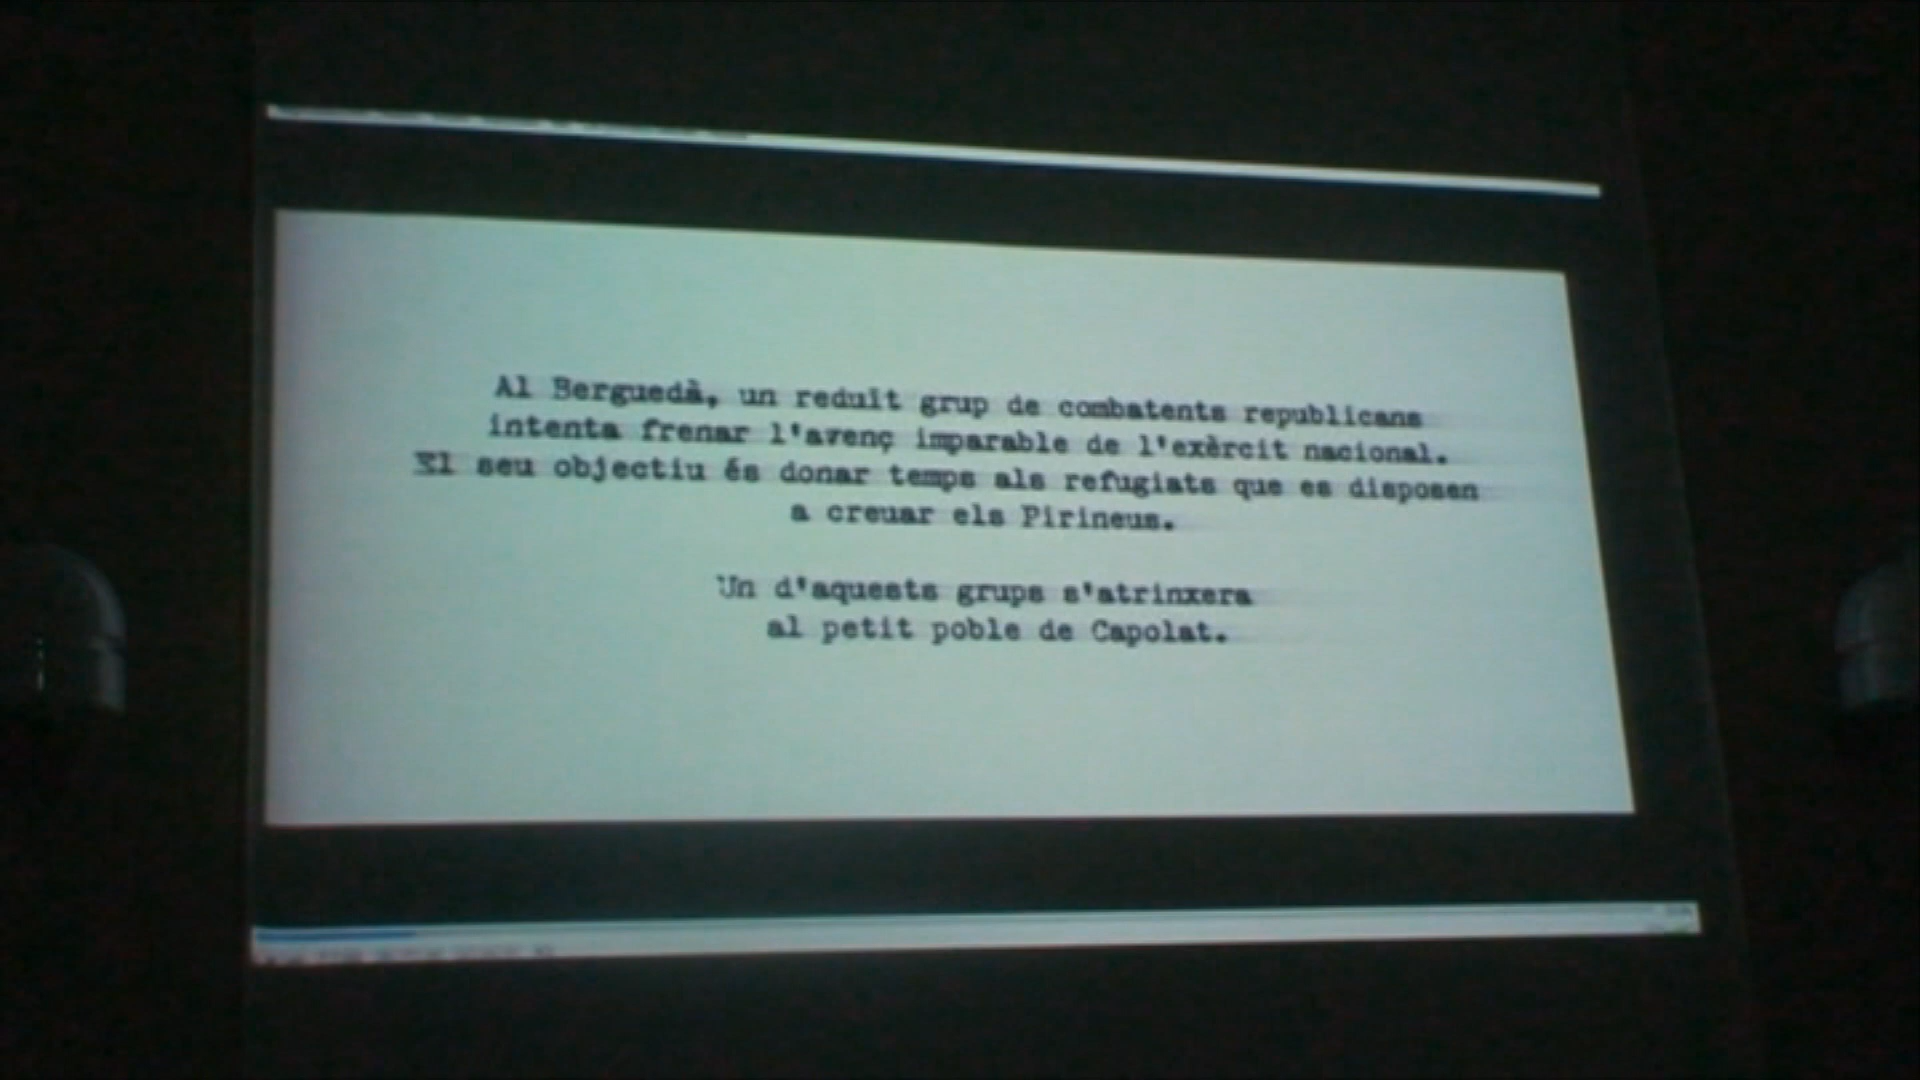 Al Berguedà, un reduït grup de combatents republicans
intenta frenar l'avenç imparable de l'exèrcit nacional.
El seu objectiu és donar temps als refugiats que es disposen
a creuar els Pirineus.
Un d'aquests grups s'atrinxera
al petit poble de Capolat.